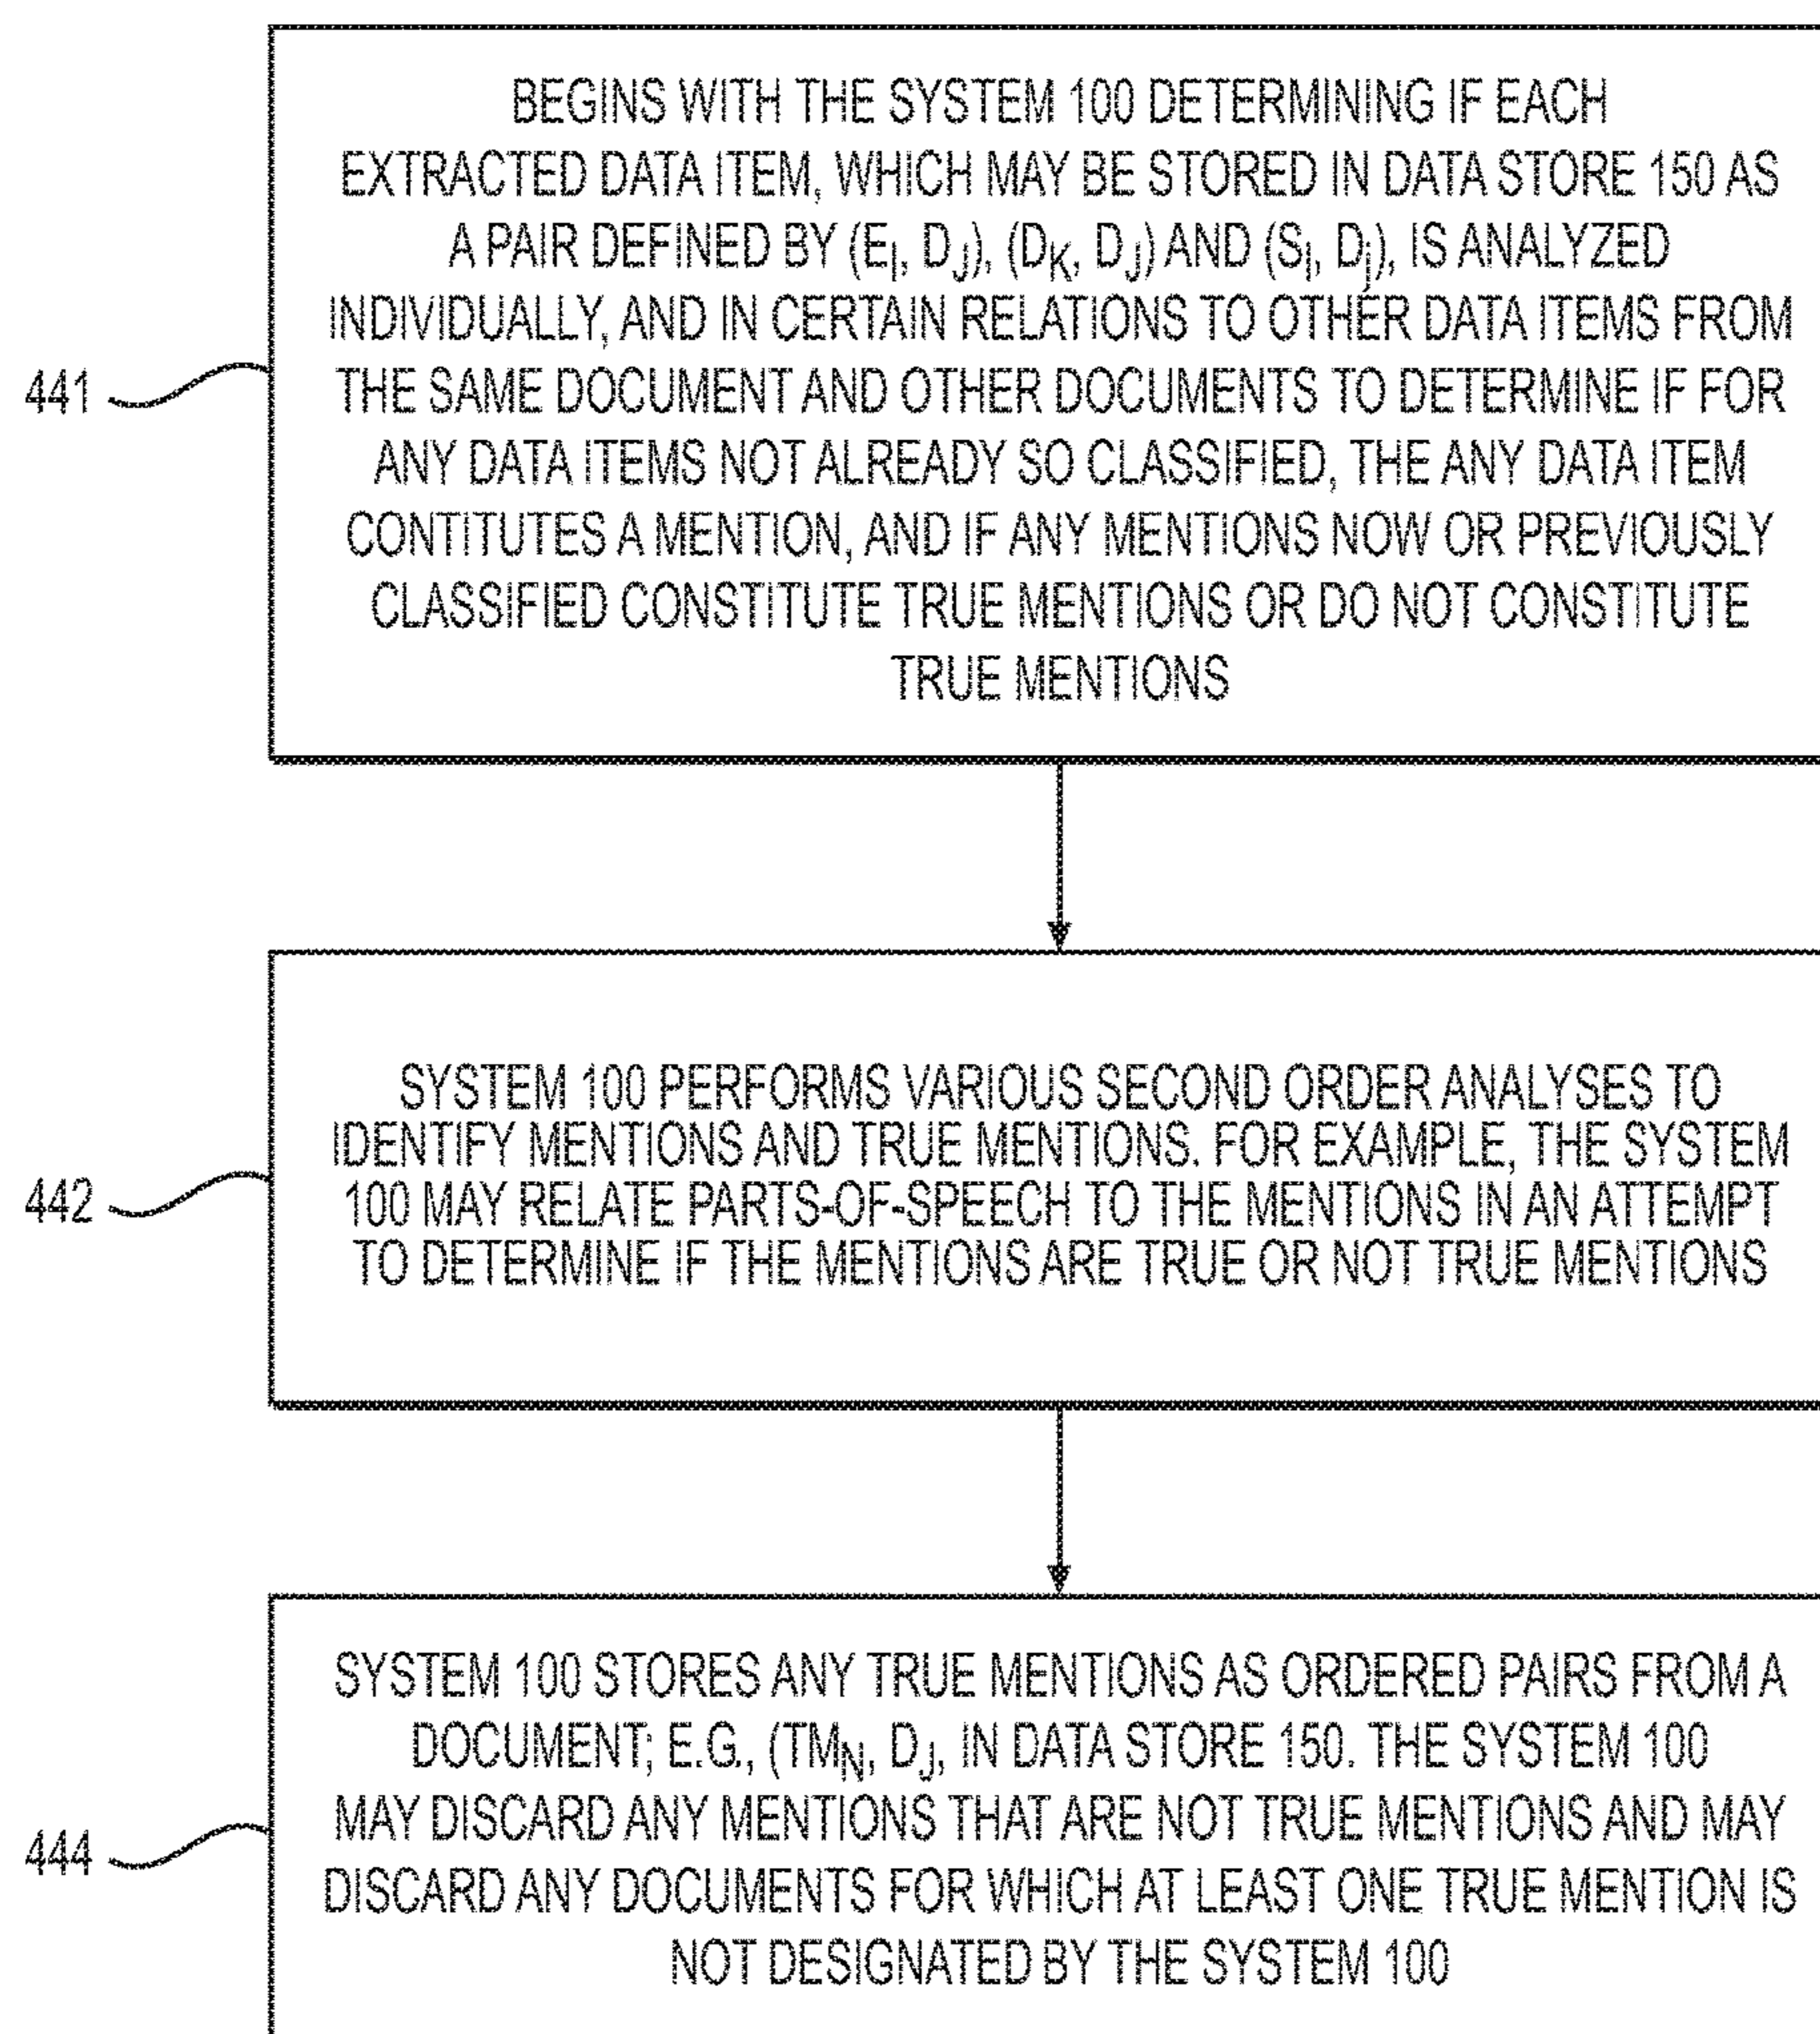 BEGINS WITH THE SYSTEM 100 DETERMINING IF EACH
EXTRACTED DATA ITEM, WHICH MAY BE STORED IN DATA STORE 150 AS
A PAIR DEFINED BY (EI, DJ), (DK, DJ) AND (SI, Dj), IS ANALYZED
INDIVIDUALLY, AND IN CERTAIN RELATIONS TO OTHER DATA ITEMS FROM
441
THE SAME DOCUMENT AND OTHER DOCUMENTS TO DETERMINE IF FOR
ANY DATA ITEMS NOT ALREADY SO CLASSIFIED, THE ANY DATA ITEM
CONTITUTES A MENTION, AND IF ANY MENTIONS NOW OR PREVIOUSLY
CLASSIFIED CONSTITUTE TRUE MENTIONS OR DO NOT CONSTITUTE
TRUE MENTIONS
SYSTEM 100 PERFORMS VARIOUS SECOND ORDER ANALYSES TO
IDENTIFY MENTIONS AND TRUE MENTIONS. FOR EXAMPLE, THE SYSTEM
442
100 MAY RELATE PARTS-OF-SPEECH TO THE MENTIONS IN AN ATTEMPT
TO DETERMINE IF THE MENTIONS ARE TRUE OR NOT TRUE MENTIONS
SYSTEM 100 STORES ANY TRUE MENTIONS AS ORDERED PAIRS FROM A
DOCUMENT; E.G., (TMN, DJ, IN DATA STORE 150. THE SYSTEM 100
MAY DISCARD ANY MENTIONS THAT ARE NOT TRUE MENTIONS AND MAY
444
DISCARD ANY DOCUMENTS FOR WHICH AT LEAST ONE TRUE MENTION IS
NOT DESIGNATED BY THE SYSTEM 100